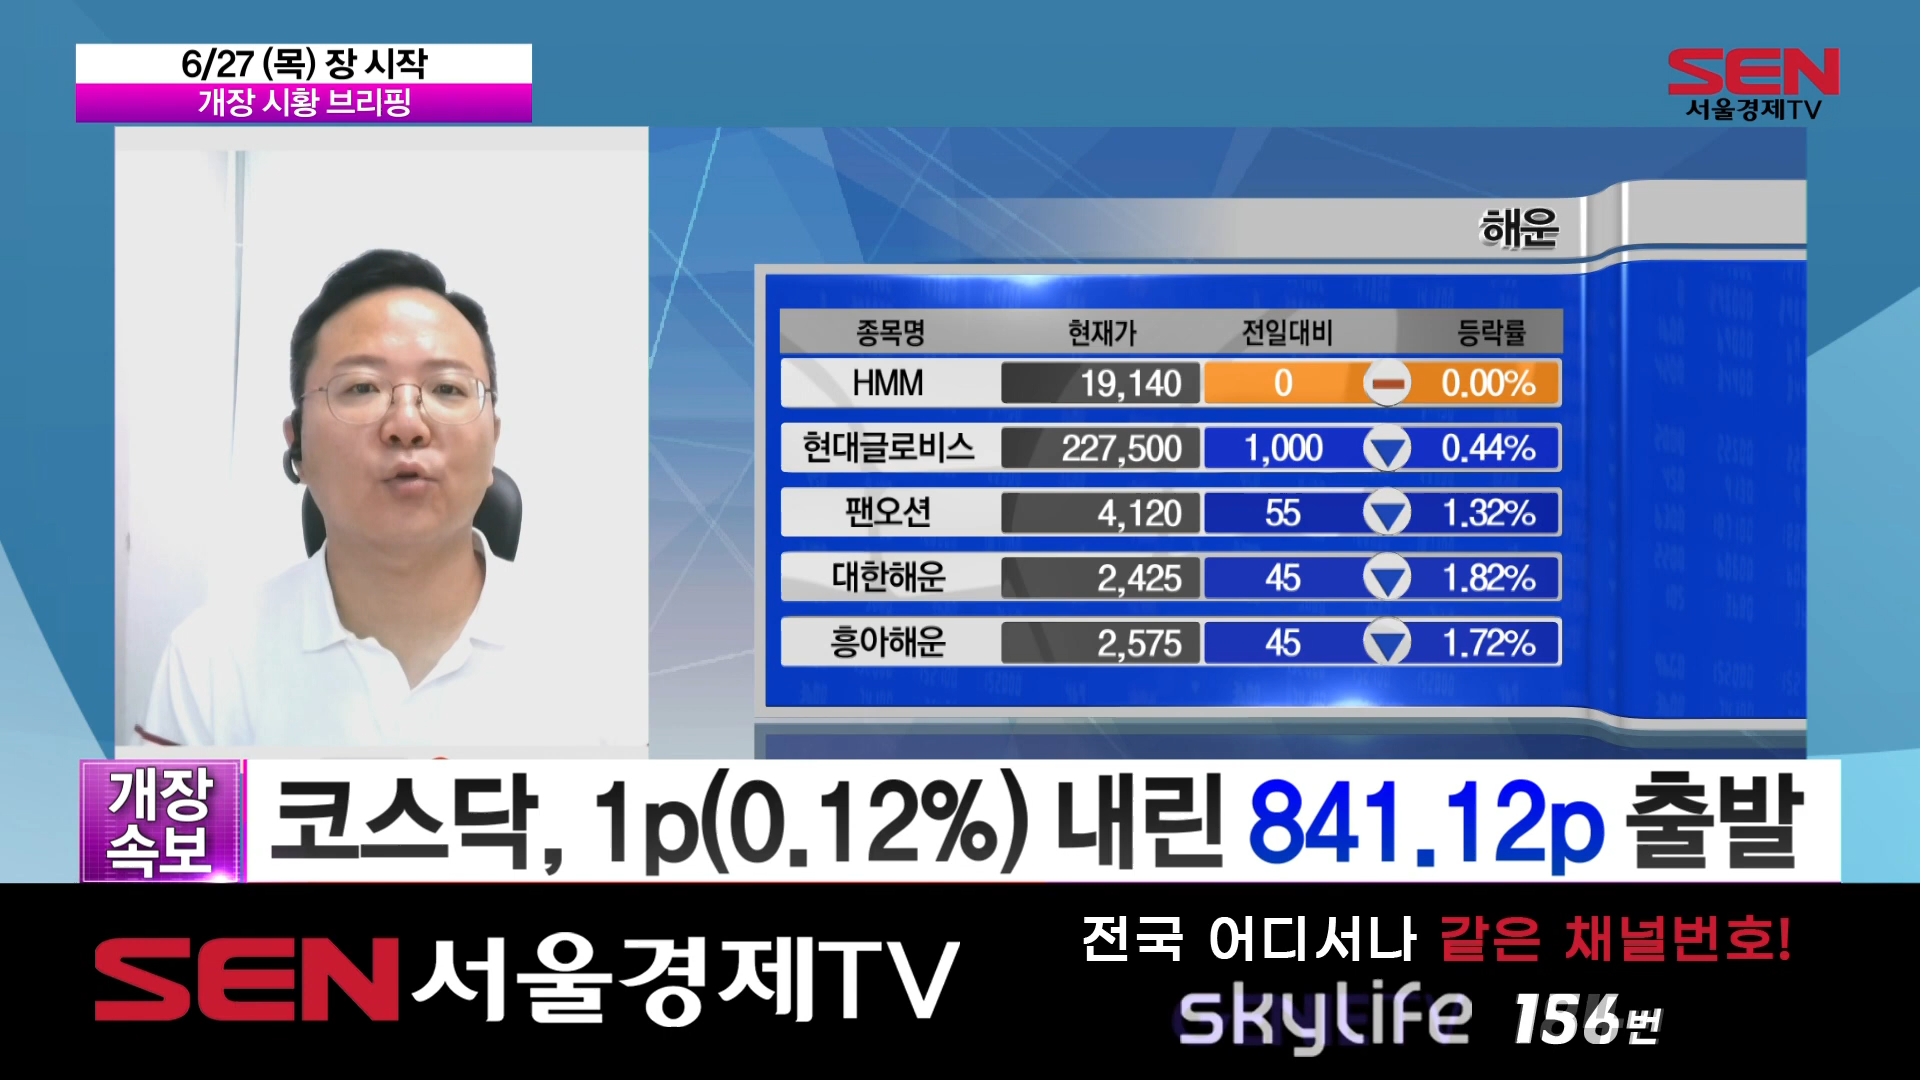 6/27 (목) 장 시작
개장 시황 브리핑
SEN
서울경제TV
해운
종목명 현재가 전일대비 등락률
HMM 19,140 0 0.00%
현대글로비스 227,500 1,000 ▼ 0.44%
팬오션 4,120 55 ▼ 1.32%
대한해운 2,425 45 ▼ 1.82%
흥아해운 2,575 45 ▼ 1.72%
개장
속보
코스닥, 1p(0.12%) 내린 841.12p 출발
SEN 서울경제TV
전국 어디서나 같은 채널번호!
skylife 156번